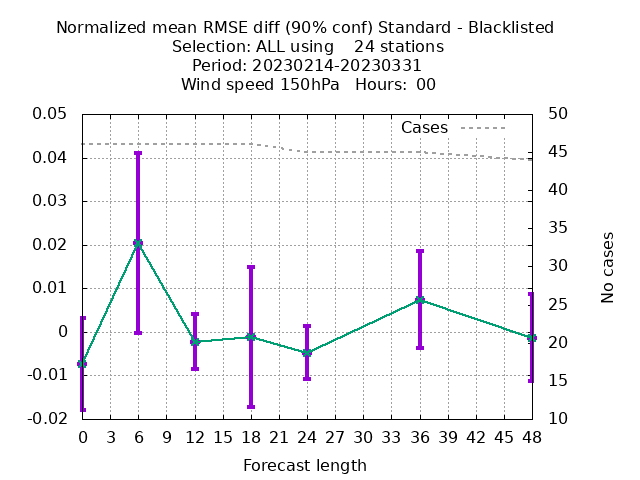 Normalized mean RMSE diff (90% conf) Standard - Blacklisted
Selection: ALL using    24 stations
Period: 20230214-20230331
Wind speed 150hPa   Hours:  00
Cases
0.05
0.04
0.03
0.02
0.01
0
-0.01
-0.02
50
45
40
35
30
25
20
15
10
No cases
0 3 6 9 12 15 18 21 24 27 30 33 36 39 42 45 48
Forecast length